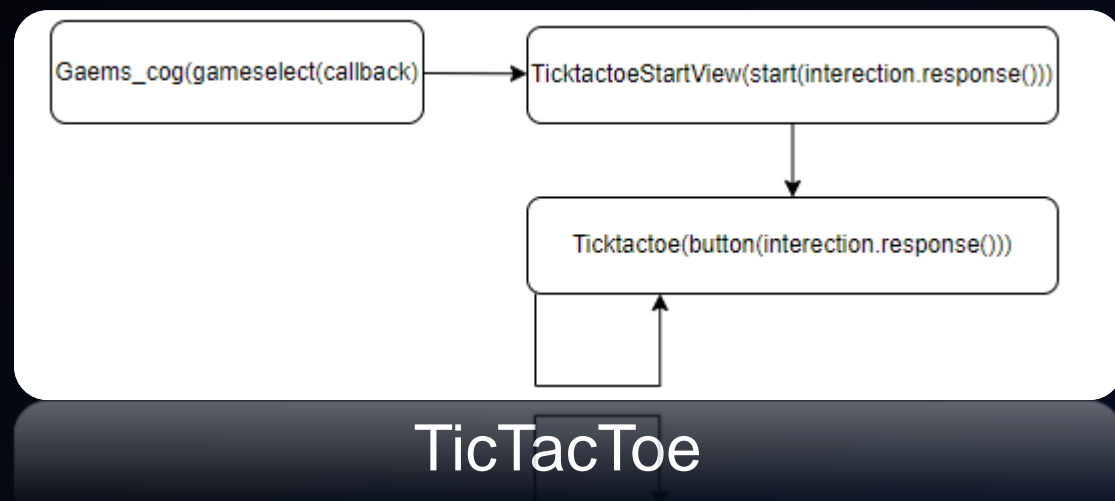 Gaems_cog(gameselect(callback)
TicktactoeStartView(start(interection.response()))
Ticktactoe(button(interection.response()))
TicTacToe